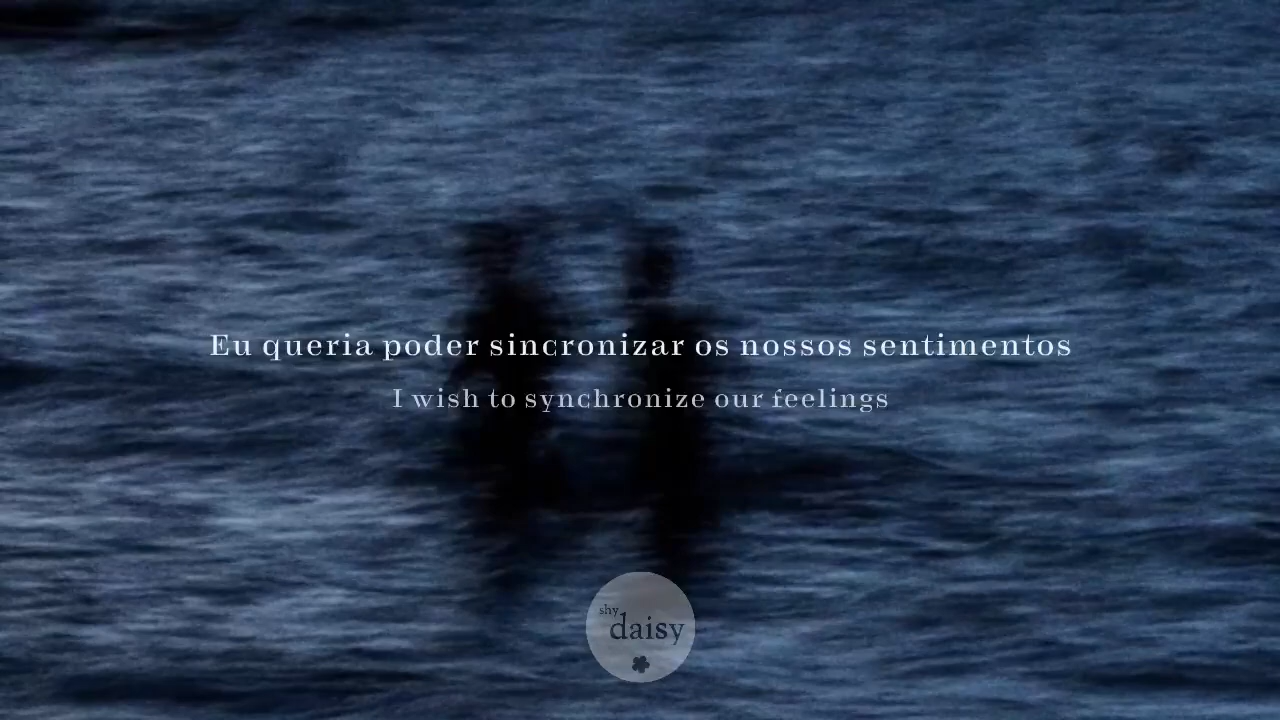 Eu queria poder sincronizar os nossos sentimentos
I wish to synchronize our feelings
shy
daisy